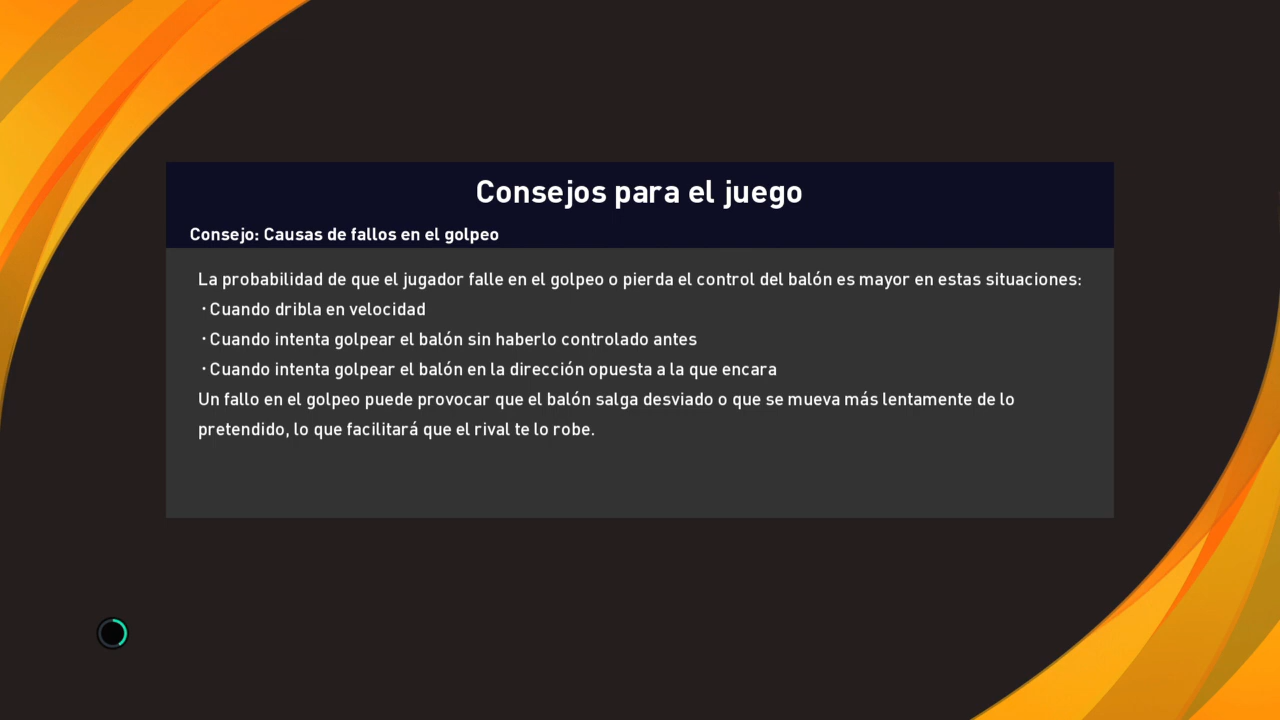 Consejos para el juego
Consejo: Causas de fallos en el golpeo
La probabilidad de que el jugador falle en el golpeo o pierda el control del balón es mayor en estas situaciones:
・Cuando dribla en velocidad
・Cuando intenta golpear el balón sin haberlo controlado antes
・Cuando intenta golpear el balón en la dirección opuesta a la que encara
Un fallo en el golpeo puede provocar que el balón salga desviado o que se mueva más lentamente de lo
pretendido, lo que facilitará que el rival te lo robe.